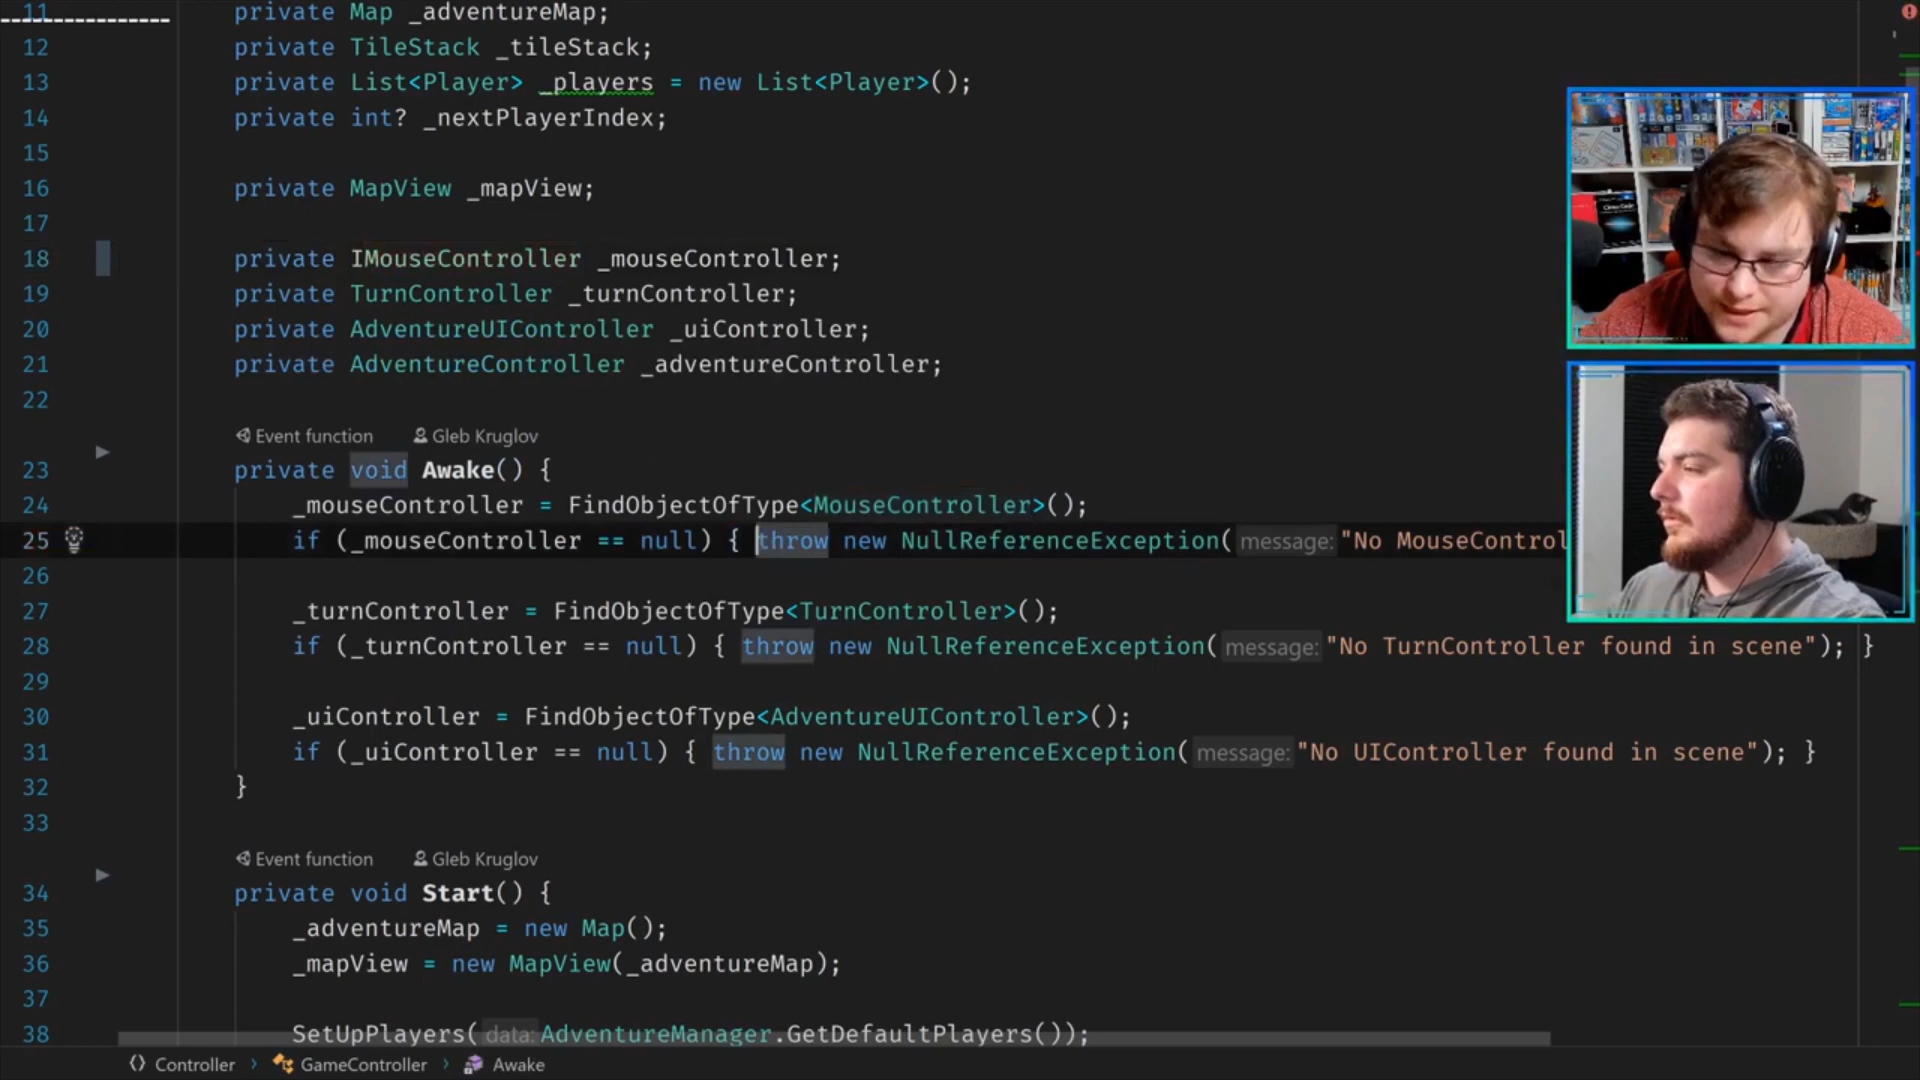 11 private Map _adventureMap;
12 private TileStack _tileStack;
13 private List<Player> _players = new List<Player>();
14 private int? _nextPlayerIndex;
15
16 private MapView _mapView;
17
18 private IMouseController _mouseController;
19 private TurnController _turnController;
20 private AdventureUIController _uiController;
21 private AdventureController _adventureController;
22
Event function Gleb Kruglov
23 private void Awake() {
24 _mouseController = FindObjectOfType<MouseController>();
25 if (_mouseController == null) { throw new NullReferenceException( message: "No MouseControl
26
27 _turnController = FindObjectOfType<TurnController>();
28 if (_turnController == null) { throw new NullReferenceException( message: "No TurnController found in scene"); }
29
30 _uiController = FindObjectOfType<AdventureUIController>();
31 if (_uiController == null) { throw new NullReferenceException( message: "No UIController found in scene"); }
32 }
33
Event function Gleb Kruglov
34 private void Start() {
35 _adventureMap = new Map();
36 _mapView = new MapView(_adventureMap);
37
38 SetUpPlayers( data: AdventureManager.GetDefaultPlayers());
Controller > GameController > Awake